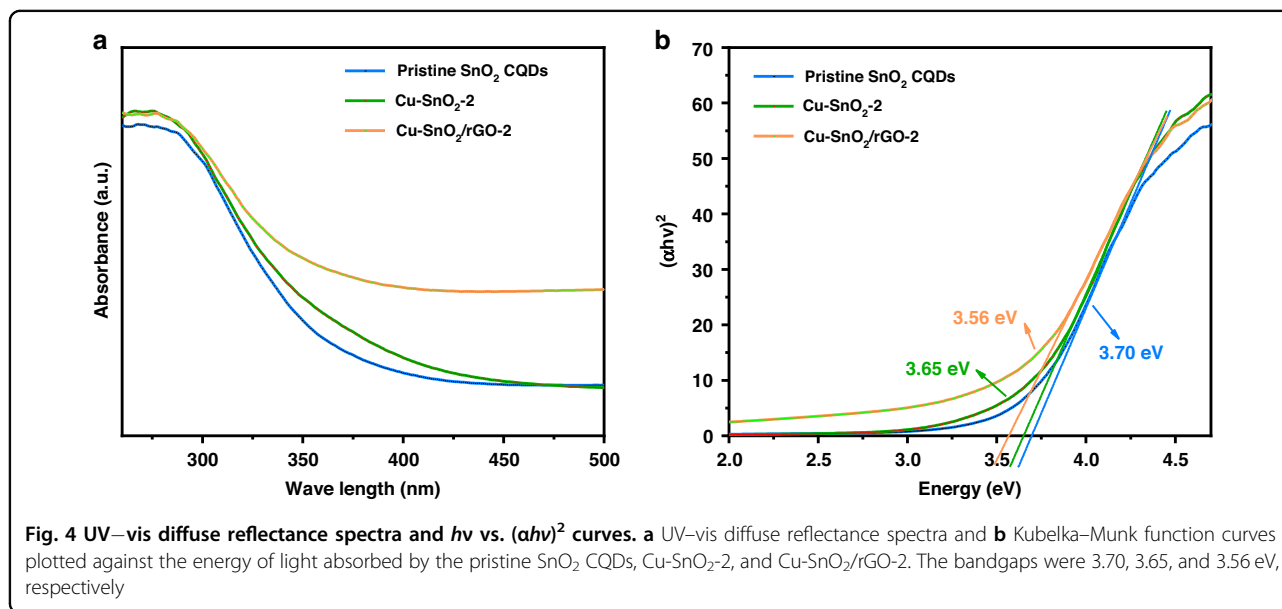 a
Pristine SnO₂ CQDs
Cu-SnO₂-2
Cu-SnO₂/rGO-2
Absorbance (a.u.)
300 350 400 450 500
Wave length (nm)
b
70
60
50
40
30
20
10
0
(αhν)²
Pristine SnO₂ CQDs
Cu-SnO₂-2
Cu-SnO₂/rGO-2
3.56 eV
3.65 eV
3.70 eV
2.0 2.5 3.0 3.5 4.0 4.5
Energy (eV)
Fig. 4 UV−vis diffuse reflectance spectra and hν vs. (αhν)² curves. a UV–vis diffuse reflectance spectra and b Kubelka–Munk function curves
plotted against the energy of light absorbed by the pristine SnO₂ CQDs, Cu-SnO₂-2, and Cu-SnO₂/rGO-2. The bandgaps were 3.70, 3.65, and 3.56 eV,
respectively